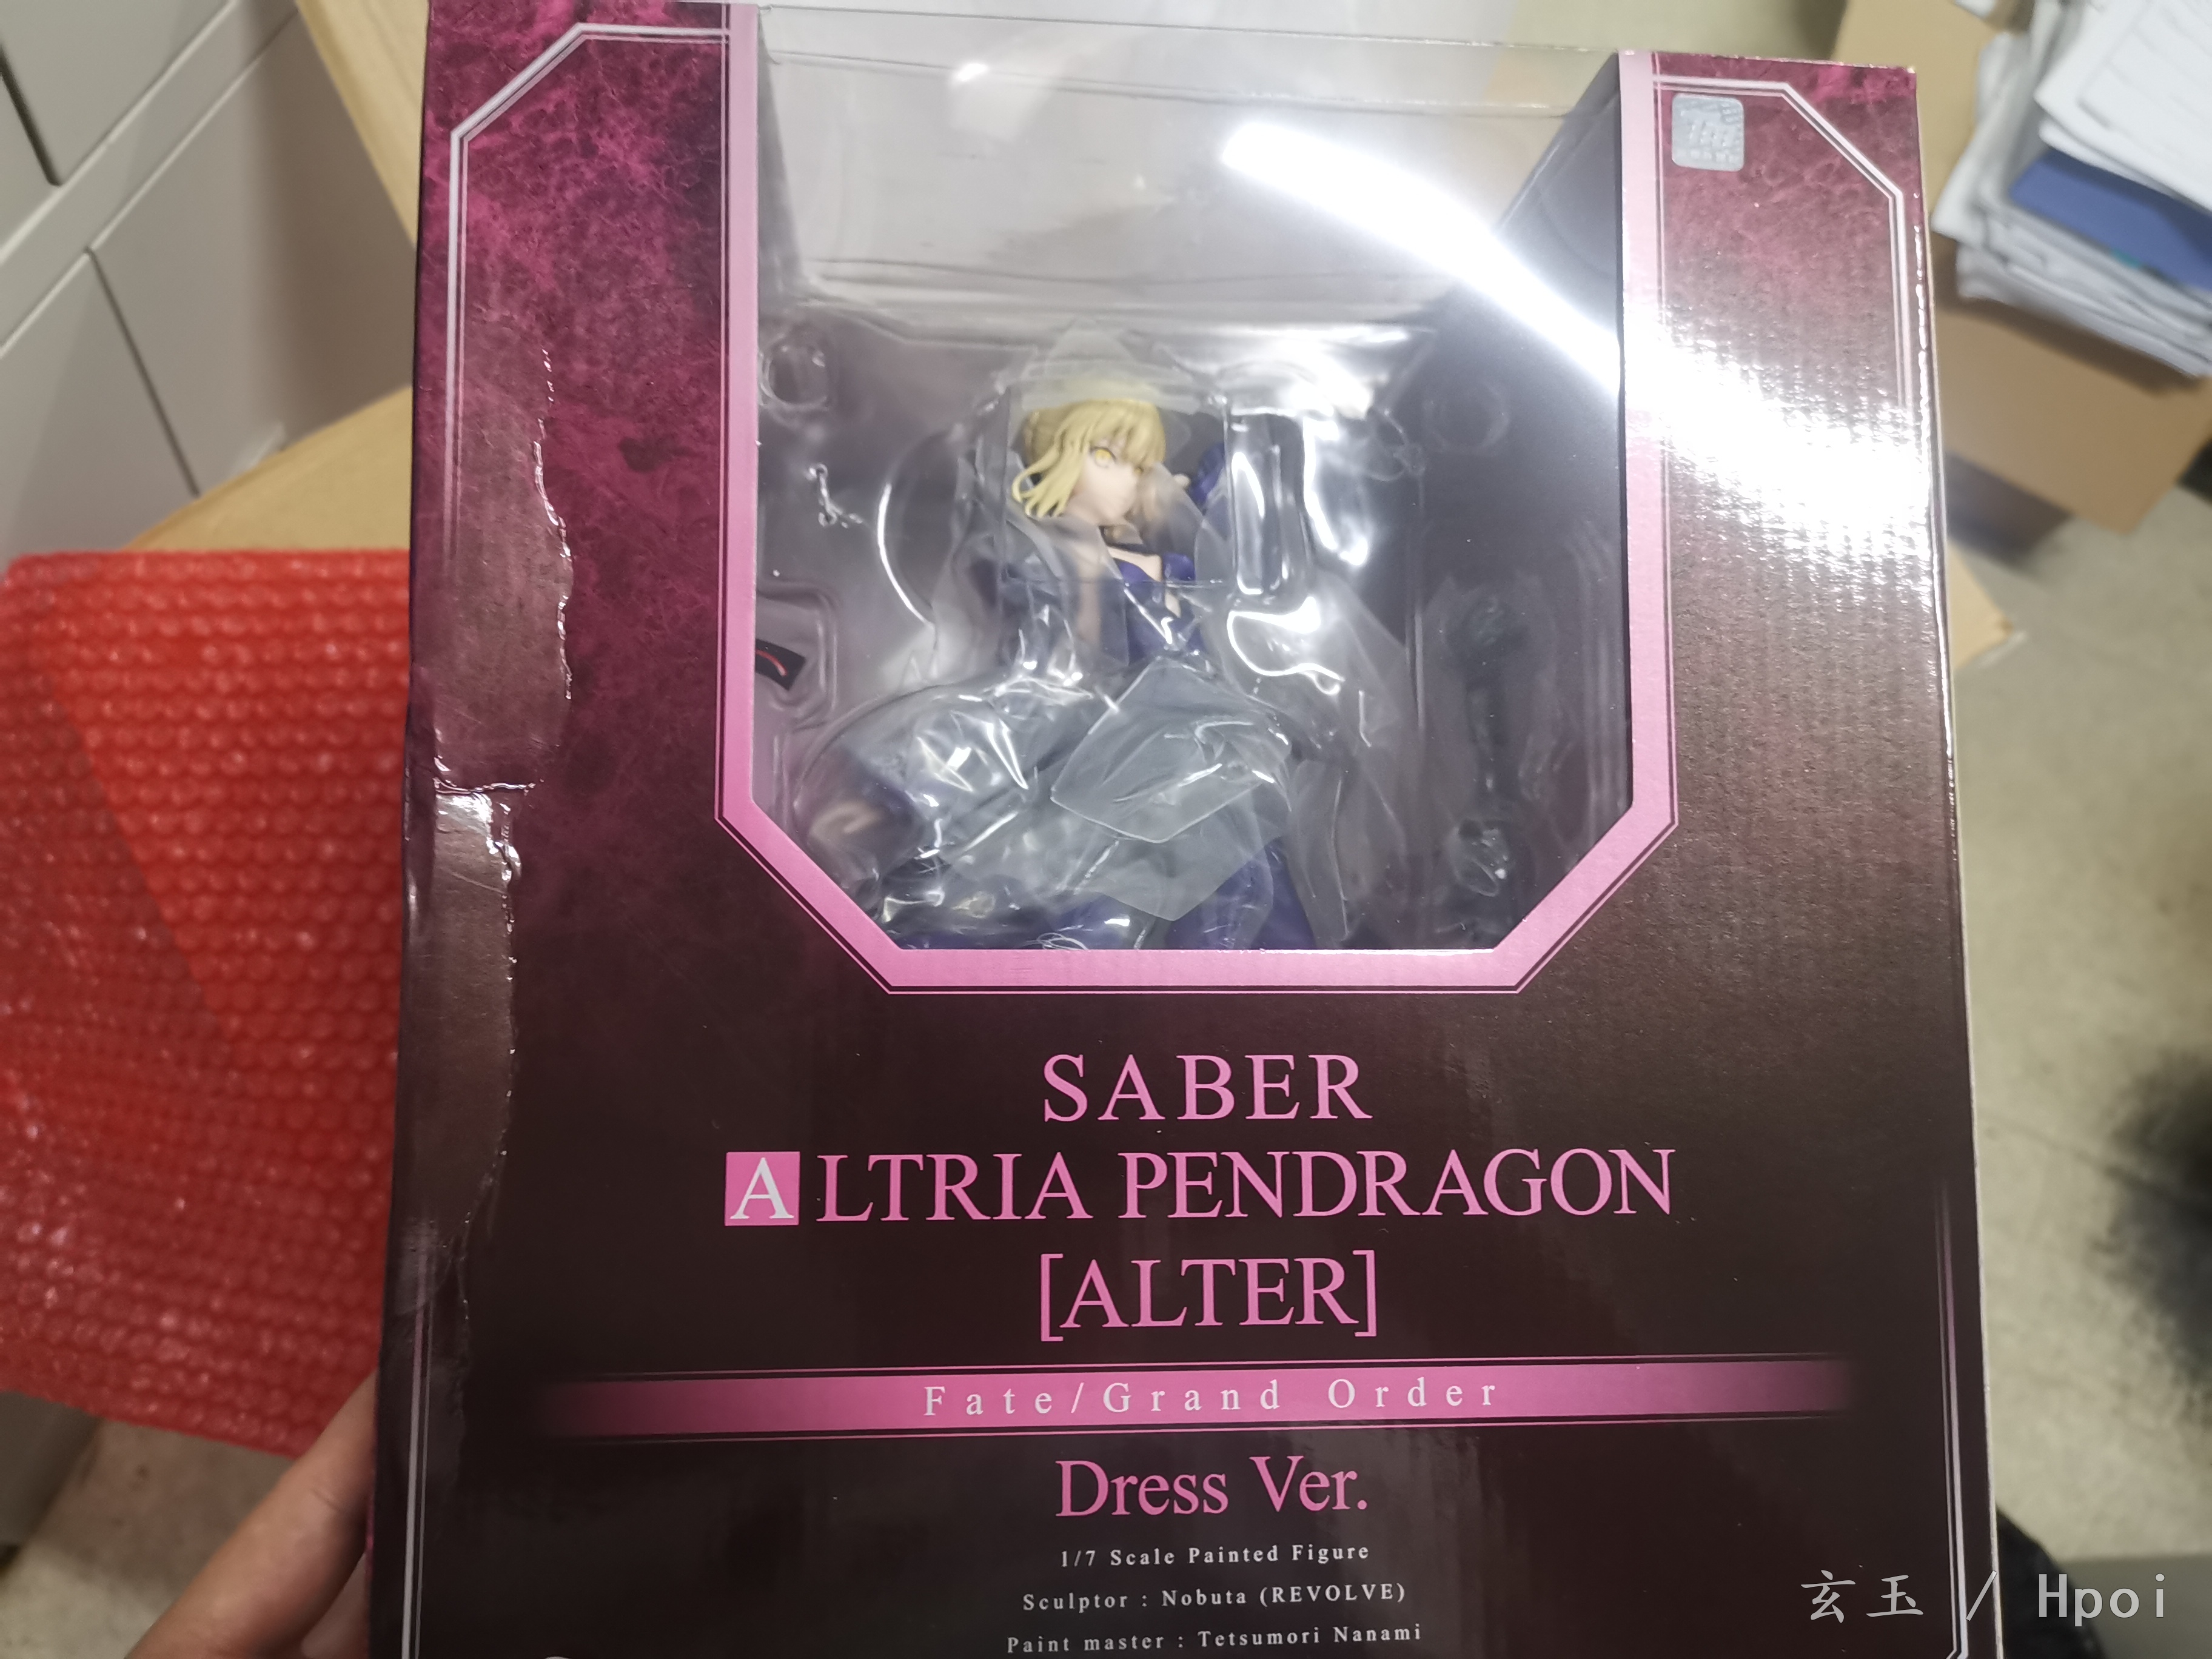 SABER
ALTRIA PENDRAGON
[ALTER]
Fate/Grand Order
Dress Ver.
1/7 Scale Painted Figure
Sculptor : Nobuta (REVOLVE)
Paint master : Tetsumori Nanami
玄玉 / Hpoi